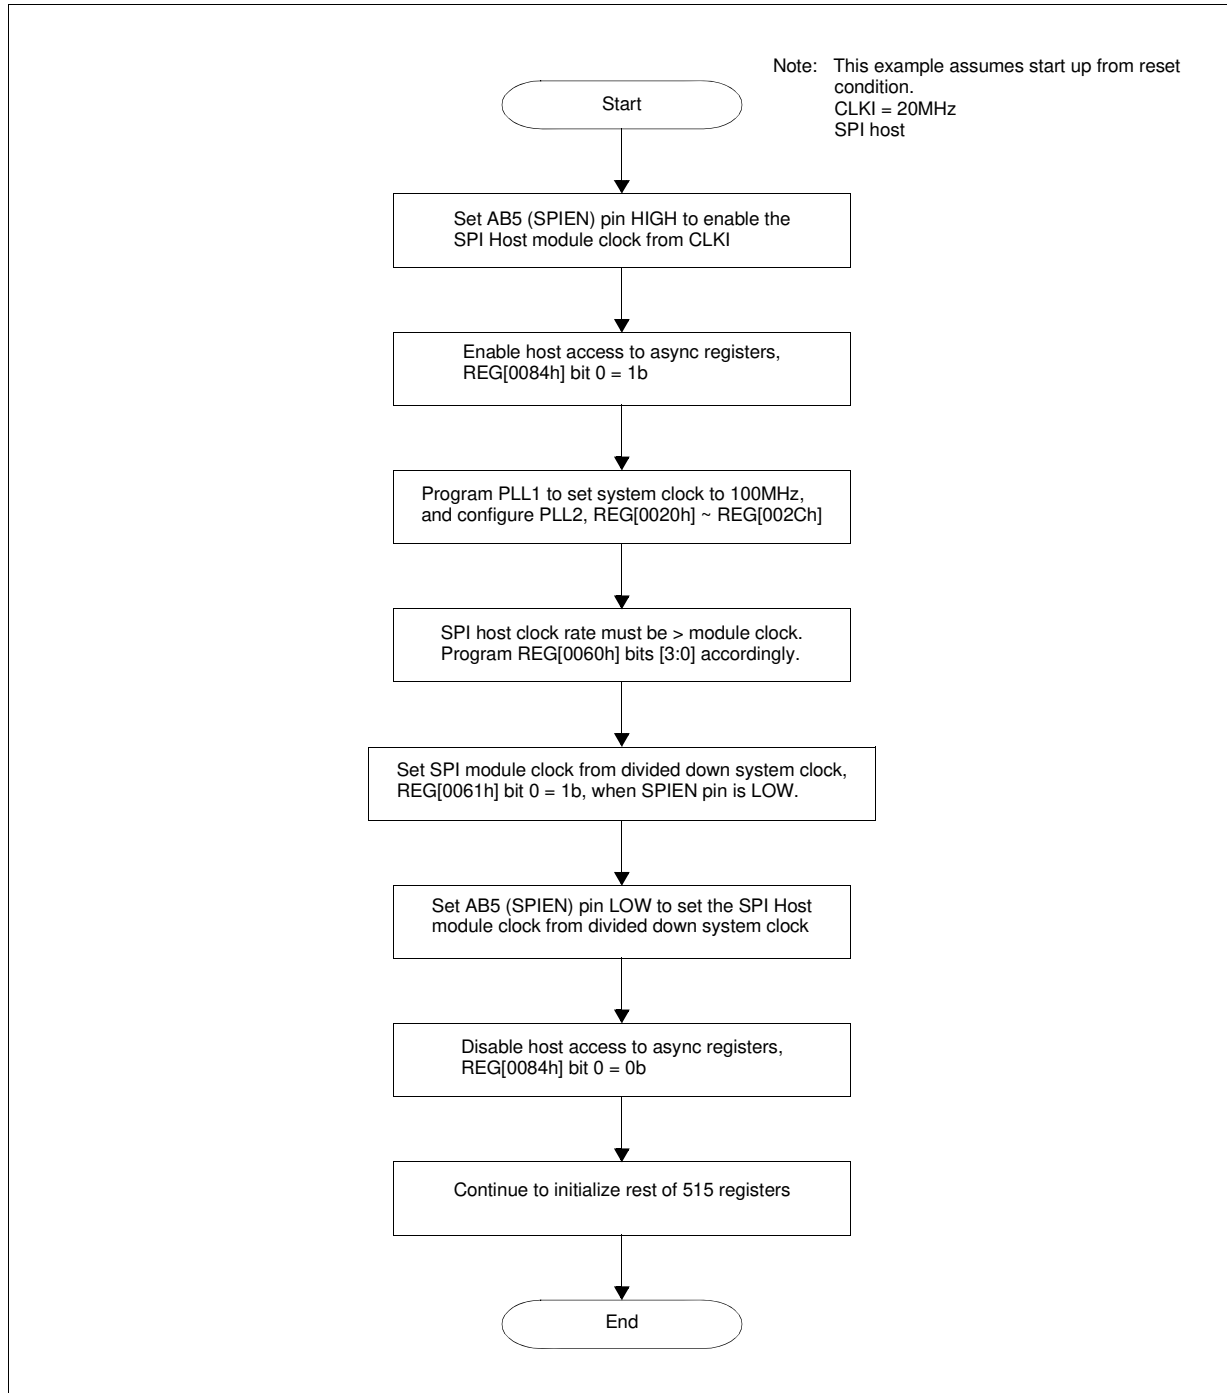 Note: This example assumes start up from reset
condition.
CLKI = 20MHz
SPI host
Start
Set AB5 (SPIEN) pin HIGH to enable the
SPI Host module clock from CLKI
Enable host access to async registers,
REG[0084h] bit 0 = 1b
Program PLL1 to set system clock to 100MHz,
and configure PLL2, REG[0020h] ~ REG[002Ch]
SPI host clock rate must be > module clock.
Program REG[0060h] bits [3:0] accordingly.
Set SPI module clock from divided down system clock,
REG[0061h] bit 0 = 1b, when SPIEN pin is LOW.
Set AB5 (SPIEN) pin LOW to set the SPI Host
module clock from divided down system clock
Disable host access to async registers,
REG[0084h] bit 0 = 0b
Continue to initialize rest of 515 registers
End